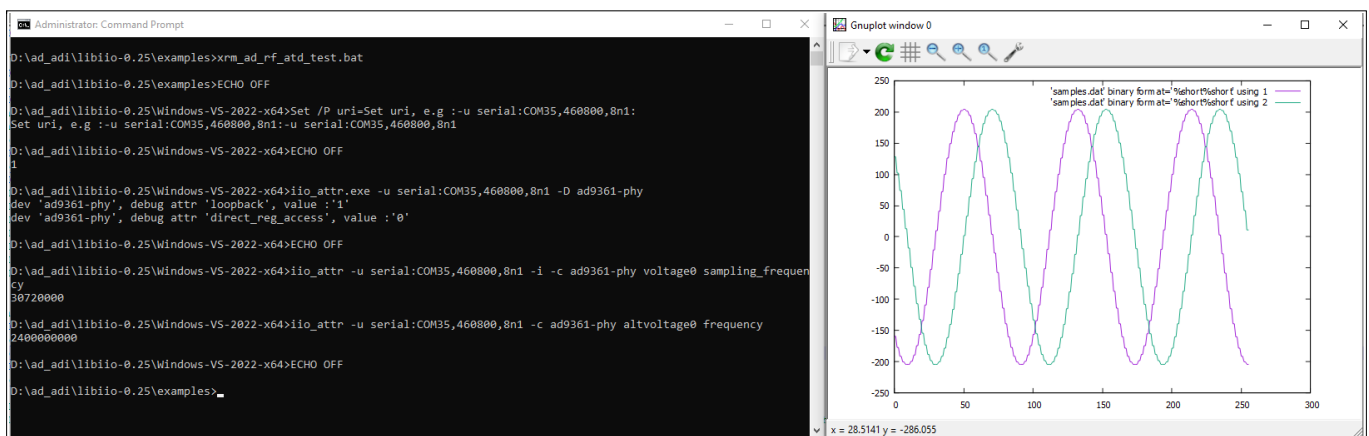 Administrator: Command Prompt
D:\ad_adi\libiio-0.25\examples>xrm_ad_rf_atd_test.bat
D:\ad_adi\libiio-0.25\examples>ECHO OFF
D:\ad_adi\libiio-0.25\Windows-VS-2022-x64>Set /P uri=Set uri, e.g :-u serial:COM35,460800,8n1:
Set uri, e.g :-u serial:COM35,460800,8n1:-u serial:COM35,460800,8n1
D:\ad_adi\libiio-0.25\Windows-VS-2022-x64>ECHO OFF
1
D:\ad_adi\libiio-0.25\Windows-VS-2022-x64>iio_attr.exe -u serial:COM35,460800,8n1 -D ad9361-phy
dev 'ad9361-phy', debug attr 'loopback', value :'1'
dev 'ad9361-phy', debug attr 'direct_reg_access', value :'0'
D:\ad_adi\libiio-0.25\Windows-VS-2022-x64>ECHO OFF
D:\ad_adi\libiio-0.25\Windows-VS-2022-x64>iio_attr -u serial:COM35,460800,8n1 -i -c ad9361-phy voltage0 sampling_frequen
cy
30720000
D:\ad_adi\libiio-0.25\Windows-VS-2022-x64>iio_attr -u serial:COM35,460800,8n1 -c ad9361-phy altvoltage0 frequency
2400000000
D:\ad_adi\libiio-0.25\Windows-VS-2022-x64>ECHO OFF
D:\ad_adi\libiio-0.25\examples>
Gnuplot window 0
'samples.dat' binary format='%short%short' using 1
'samples.dat' binary format='%short%short' using 2
250
200
150
100
50
0
-50
-100
-150
-200
-250
0 50 100 150 200 250 300
x = 28.5141 y = -286.055